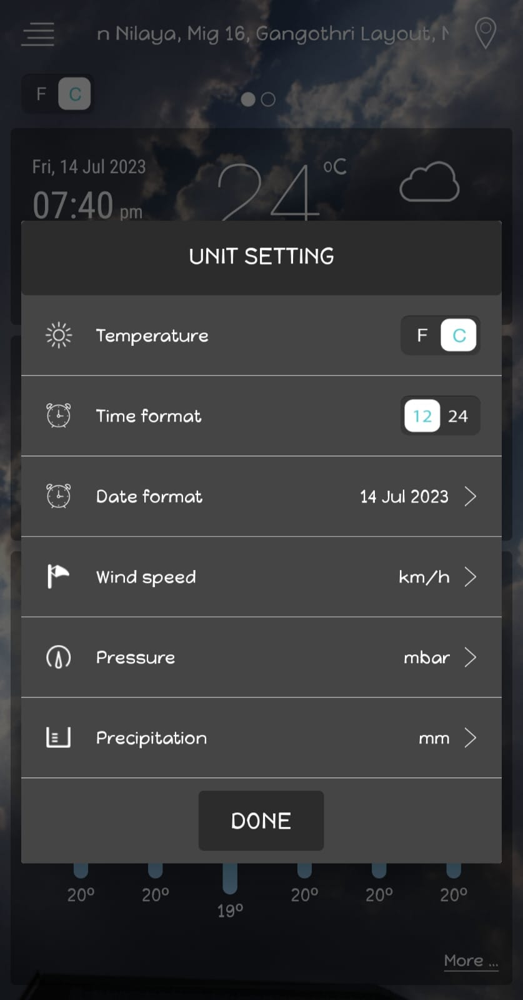 n Nilaya, Mig 16, Gangothri Layout,
F C
Fri, 14 Jul 2023
07:40 pm
24 ºC
UNIT SETTING
Temperature F C
Time format 12 24
Date format 14 Jul 2023
Wind speed km/h
Pressure mbar
Precipitation mm
DONE
20º 20º 19º 20º 20º 20º
More ...